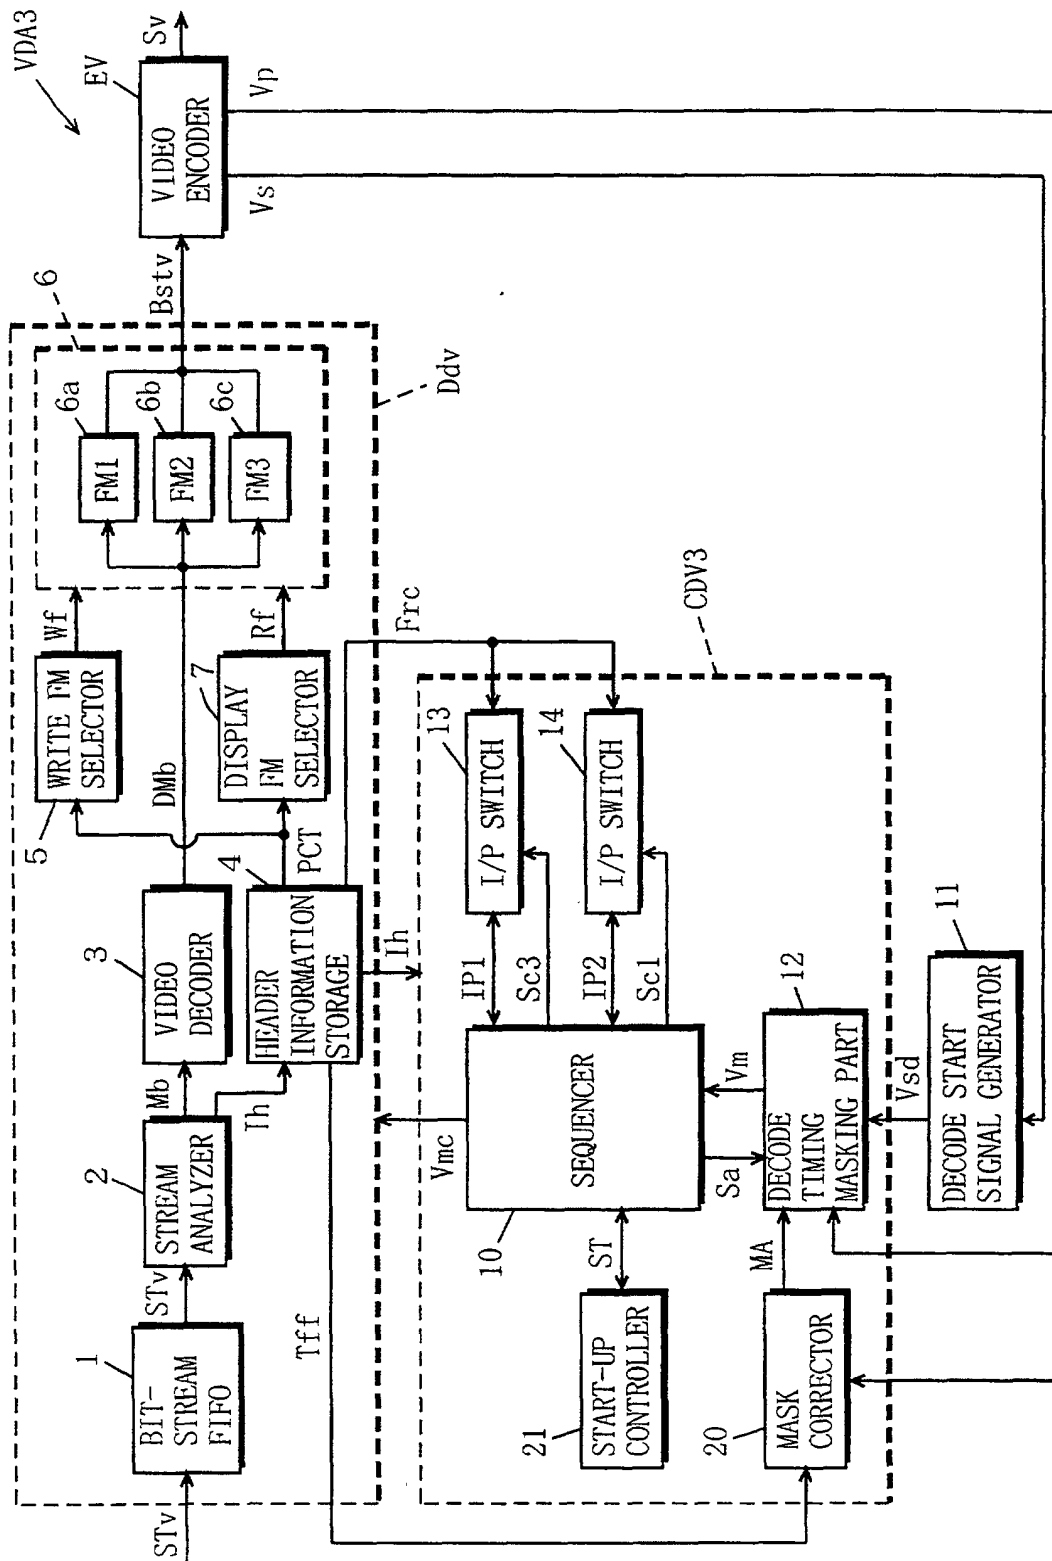 VDA3
STv
1
BIT-
STREAM
FIFO
STv
2
STREAM
ANALYZER
Mb
Ih
3
VIDEO
DECODER
4
HEADER
INFORMATION
STORAGE
PCT
DMb
5
WRITE FM
SELECTOR
Wf
7
DISPLAY
FM
SELECTOR
Rf
6
FM1
6a
FM2
6b
FM3
6c
Bstv
EV
VIDEO
ENCODER
Sv
Vs
Vp
Ddv
Tff
Vmc
Ih
Frc
CDV3
21
START-UP
CONTROLLER
ST
10
SEQUENCER
IP1
Sc3
IP2
Sc1
13
I/P SWITCH
14
I/P SWITCH
20
MASK
CORRECTOR
MA
Sa
Vm
12
DECODE
TIMING
MASKING PART
Vsd
11
DECODE START
SIGNAL GENERATOR